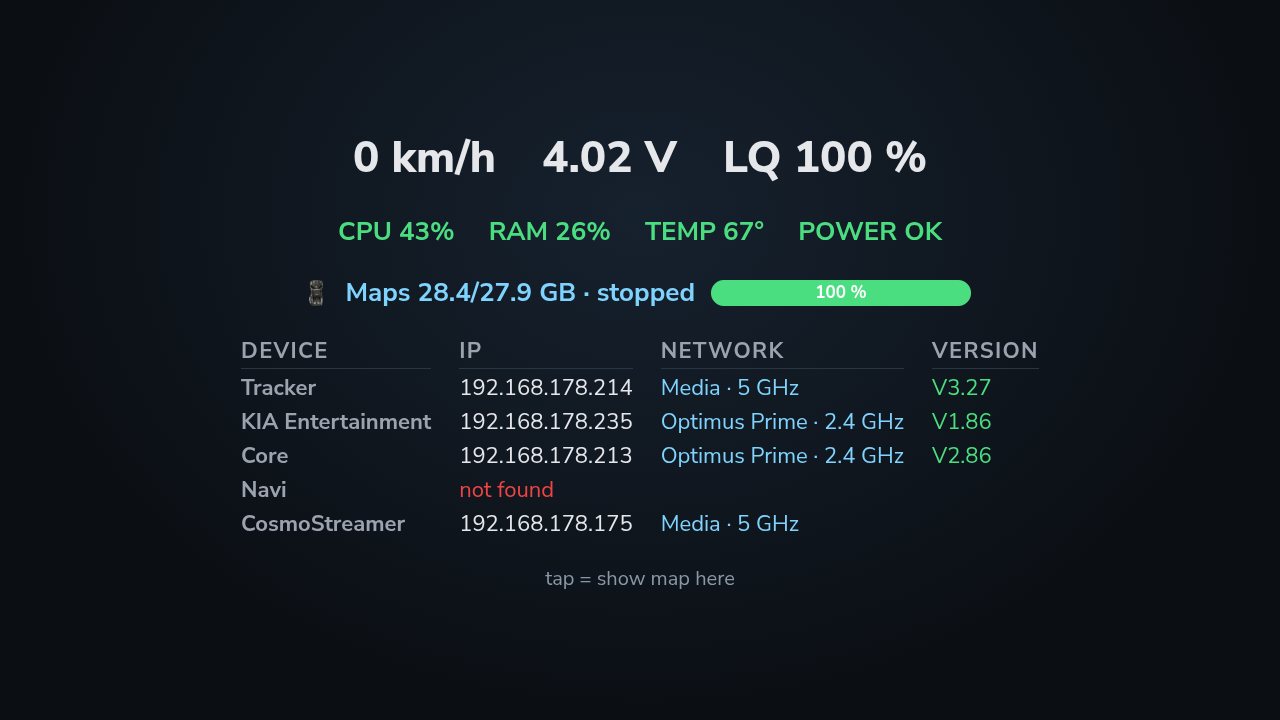 0 km/h 4.02 V LQ 100 %
CPU 43% RAM 26% TEMP 67° POWER OK
Maps 28.4/27.9 GB · stopped 100 %
DEVICE IP NETWORK VERSION
Tracker 192.168.178.214 Media · 5 GHz V3.27
KIA Entertainment 192.168.178.235 Optimus Prime · 2.4 GHz V1.86
Core 192.168.178.213 Optimus Prime · 2.4 GHz V2.86
Navi not found
CosmoStreamer 192.168.178.175 Media · 5 GHz
tap = show map here